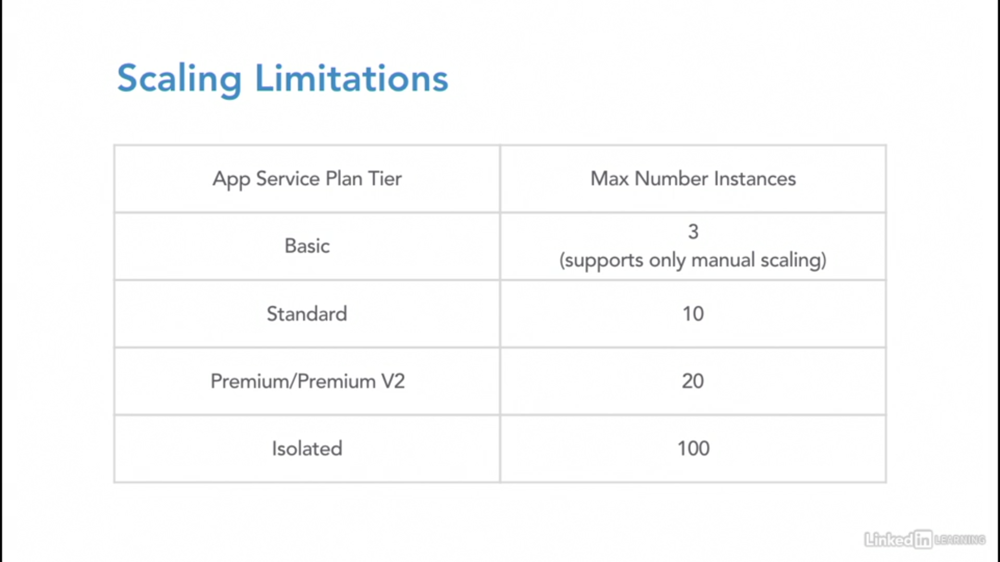 Scaling Limitations
App Service Plan Tier
Max Number Instances
Basic
3
(supports only manual scaling)
Standard
10
Premium/Premium V2
20
Isolated
100
Linked in LEARNING